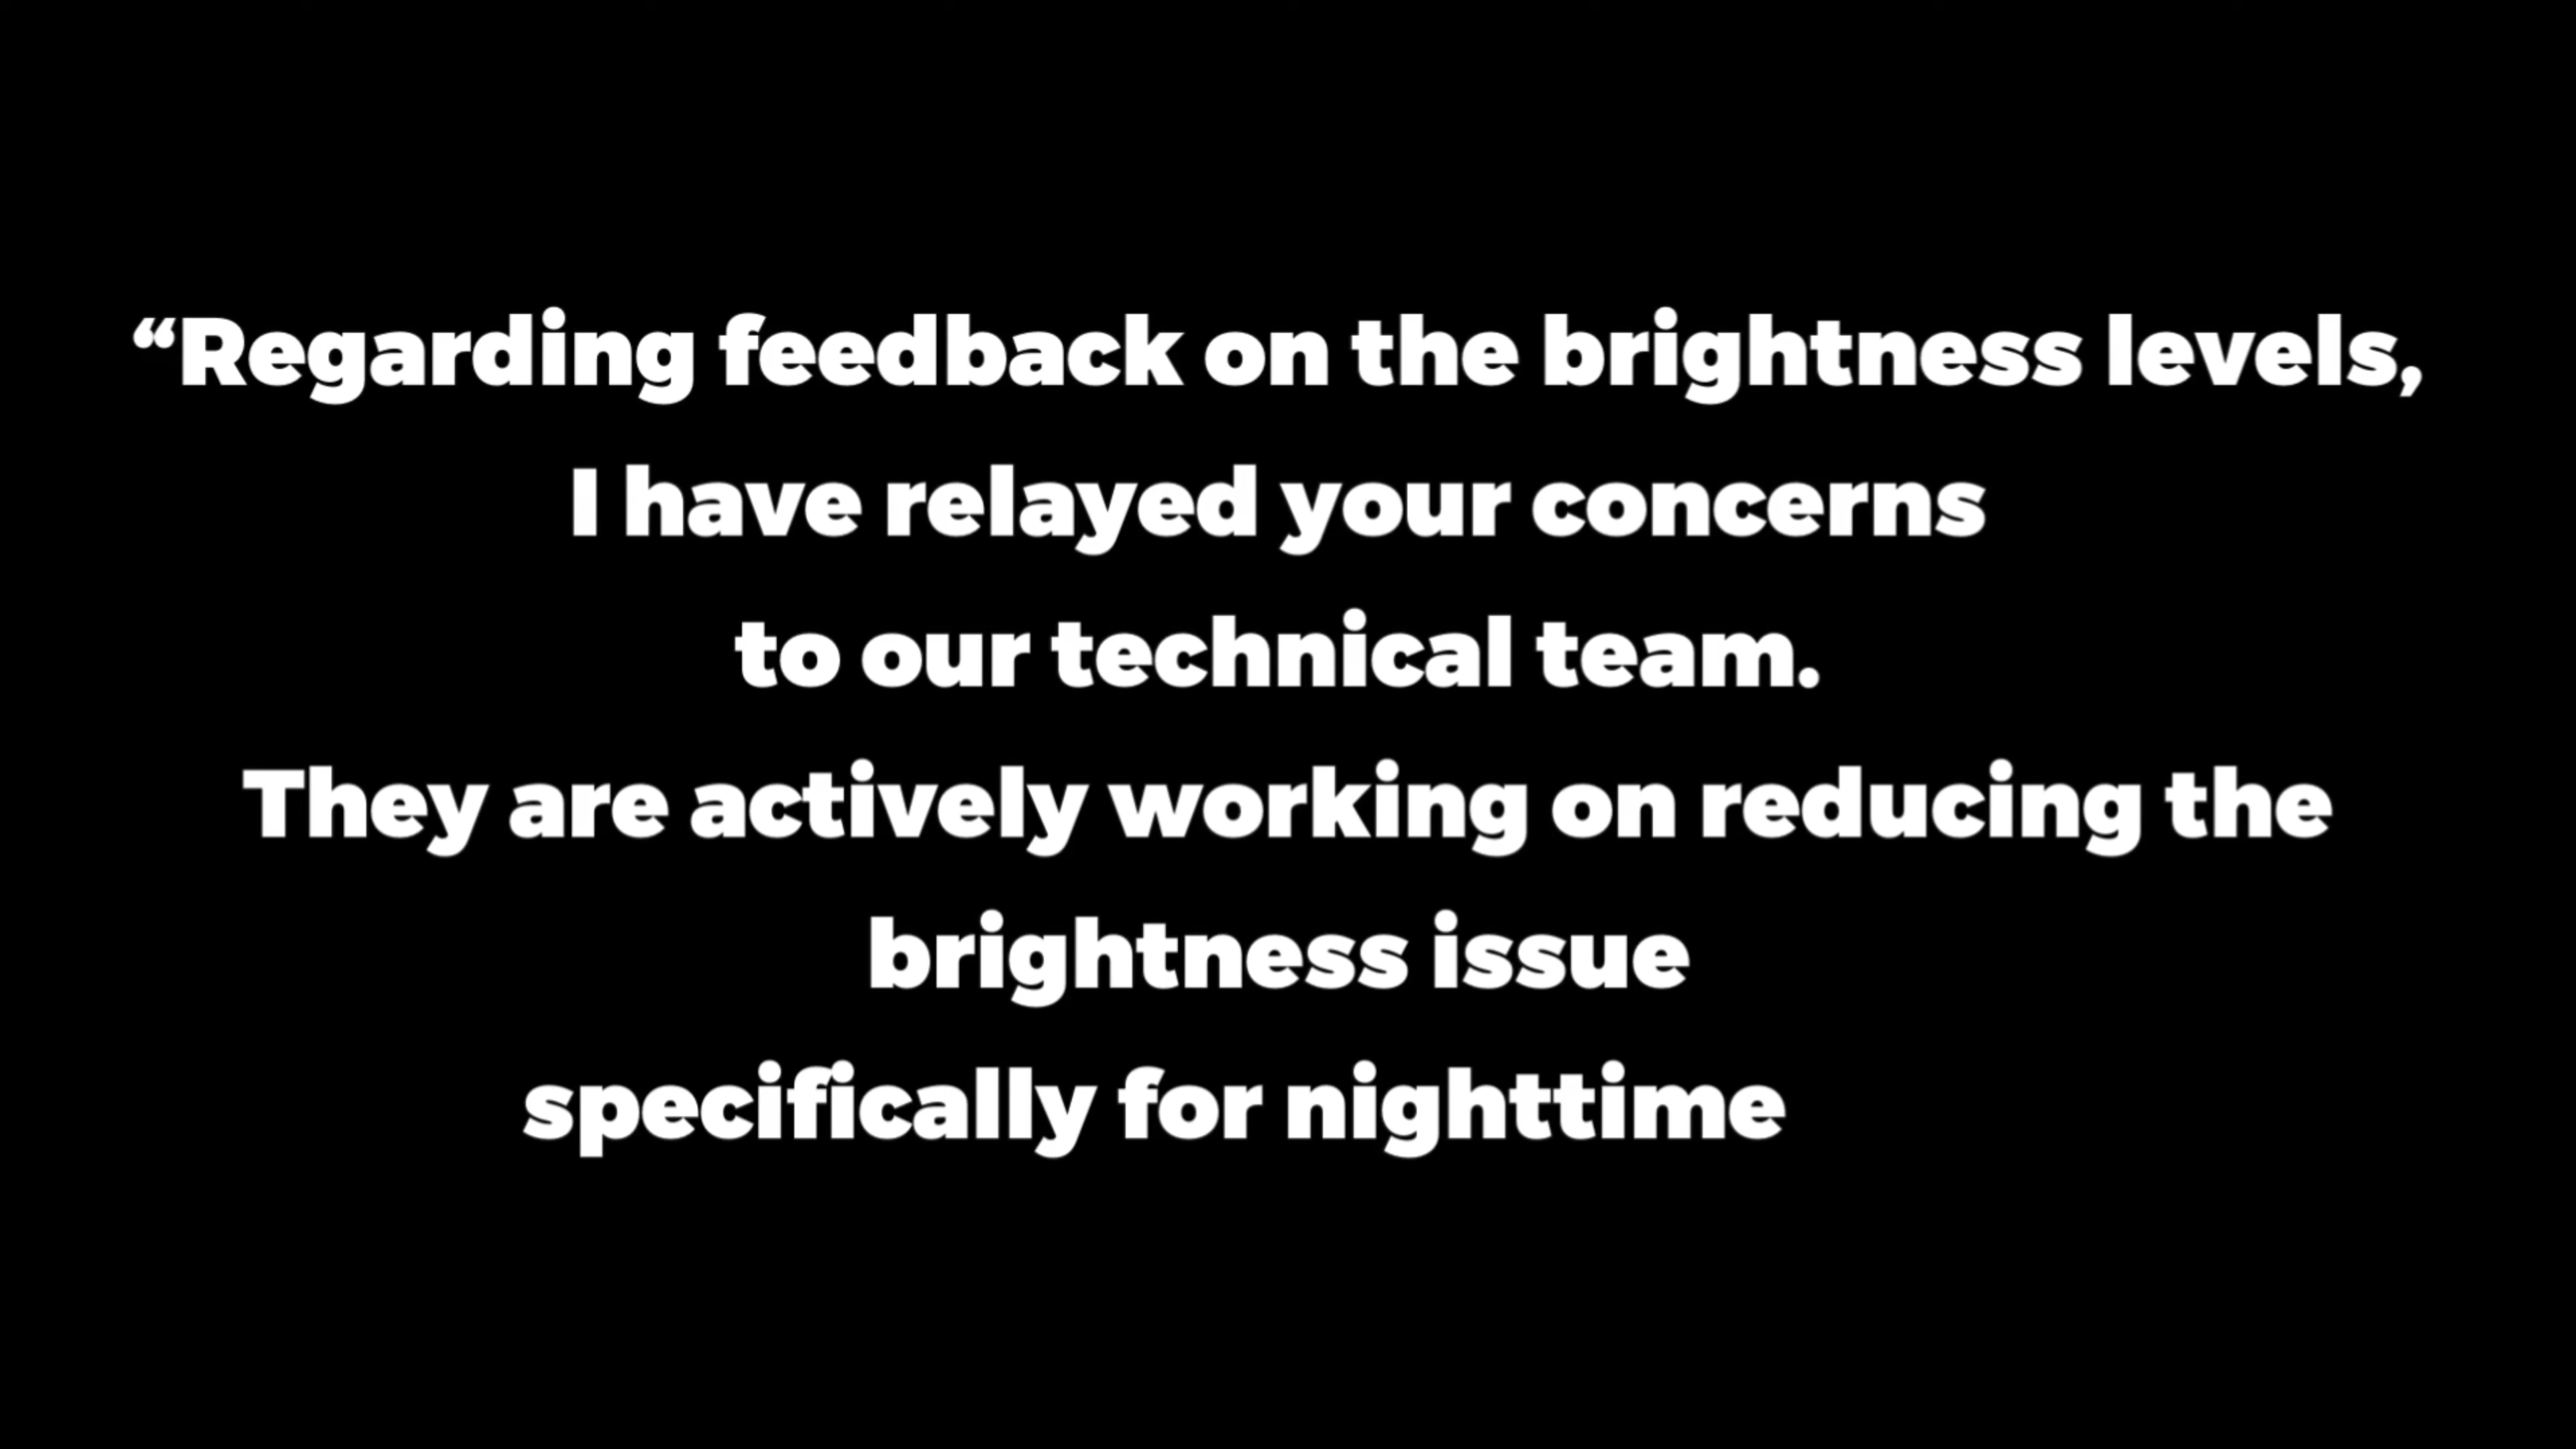 “Regarding feedback on the brightness levels,
I have relayed your concerns
to our technical team.
They are actively working on reducing the
brightness issue
specifically for nighttime